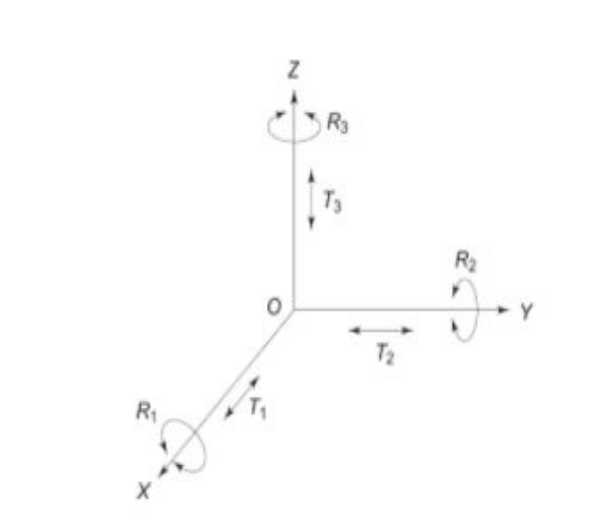 Z
R₃
T₃
R₂
O
Y
T₂
R₁
T₁
X